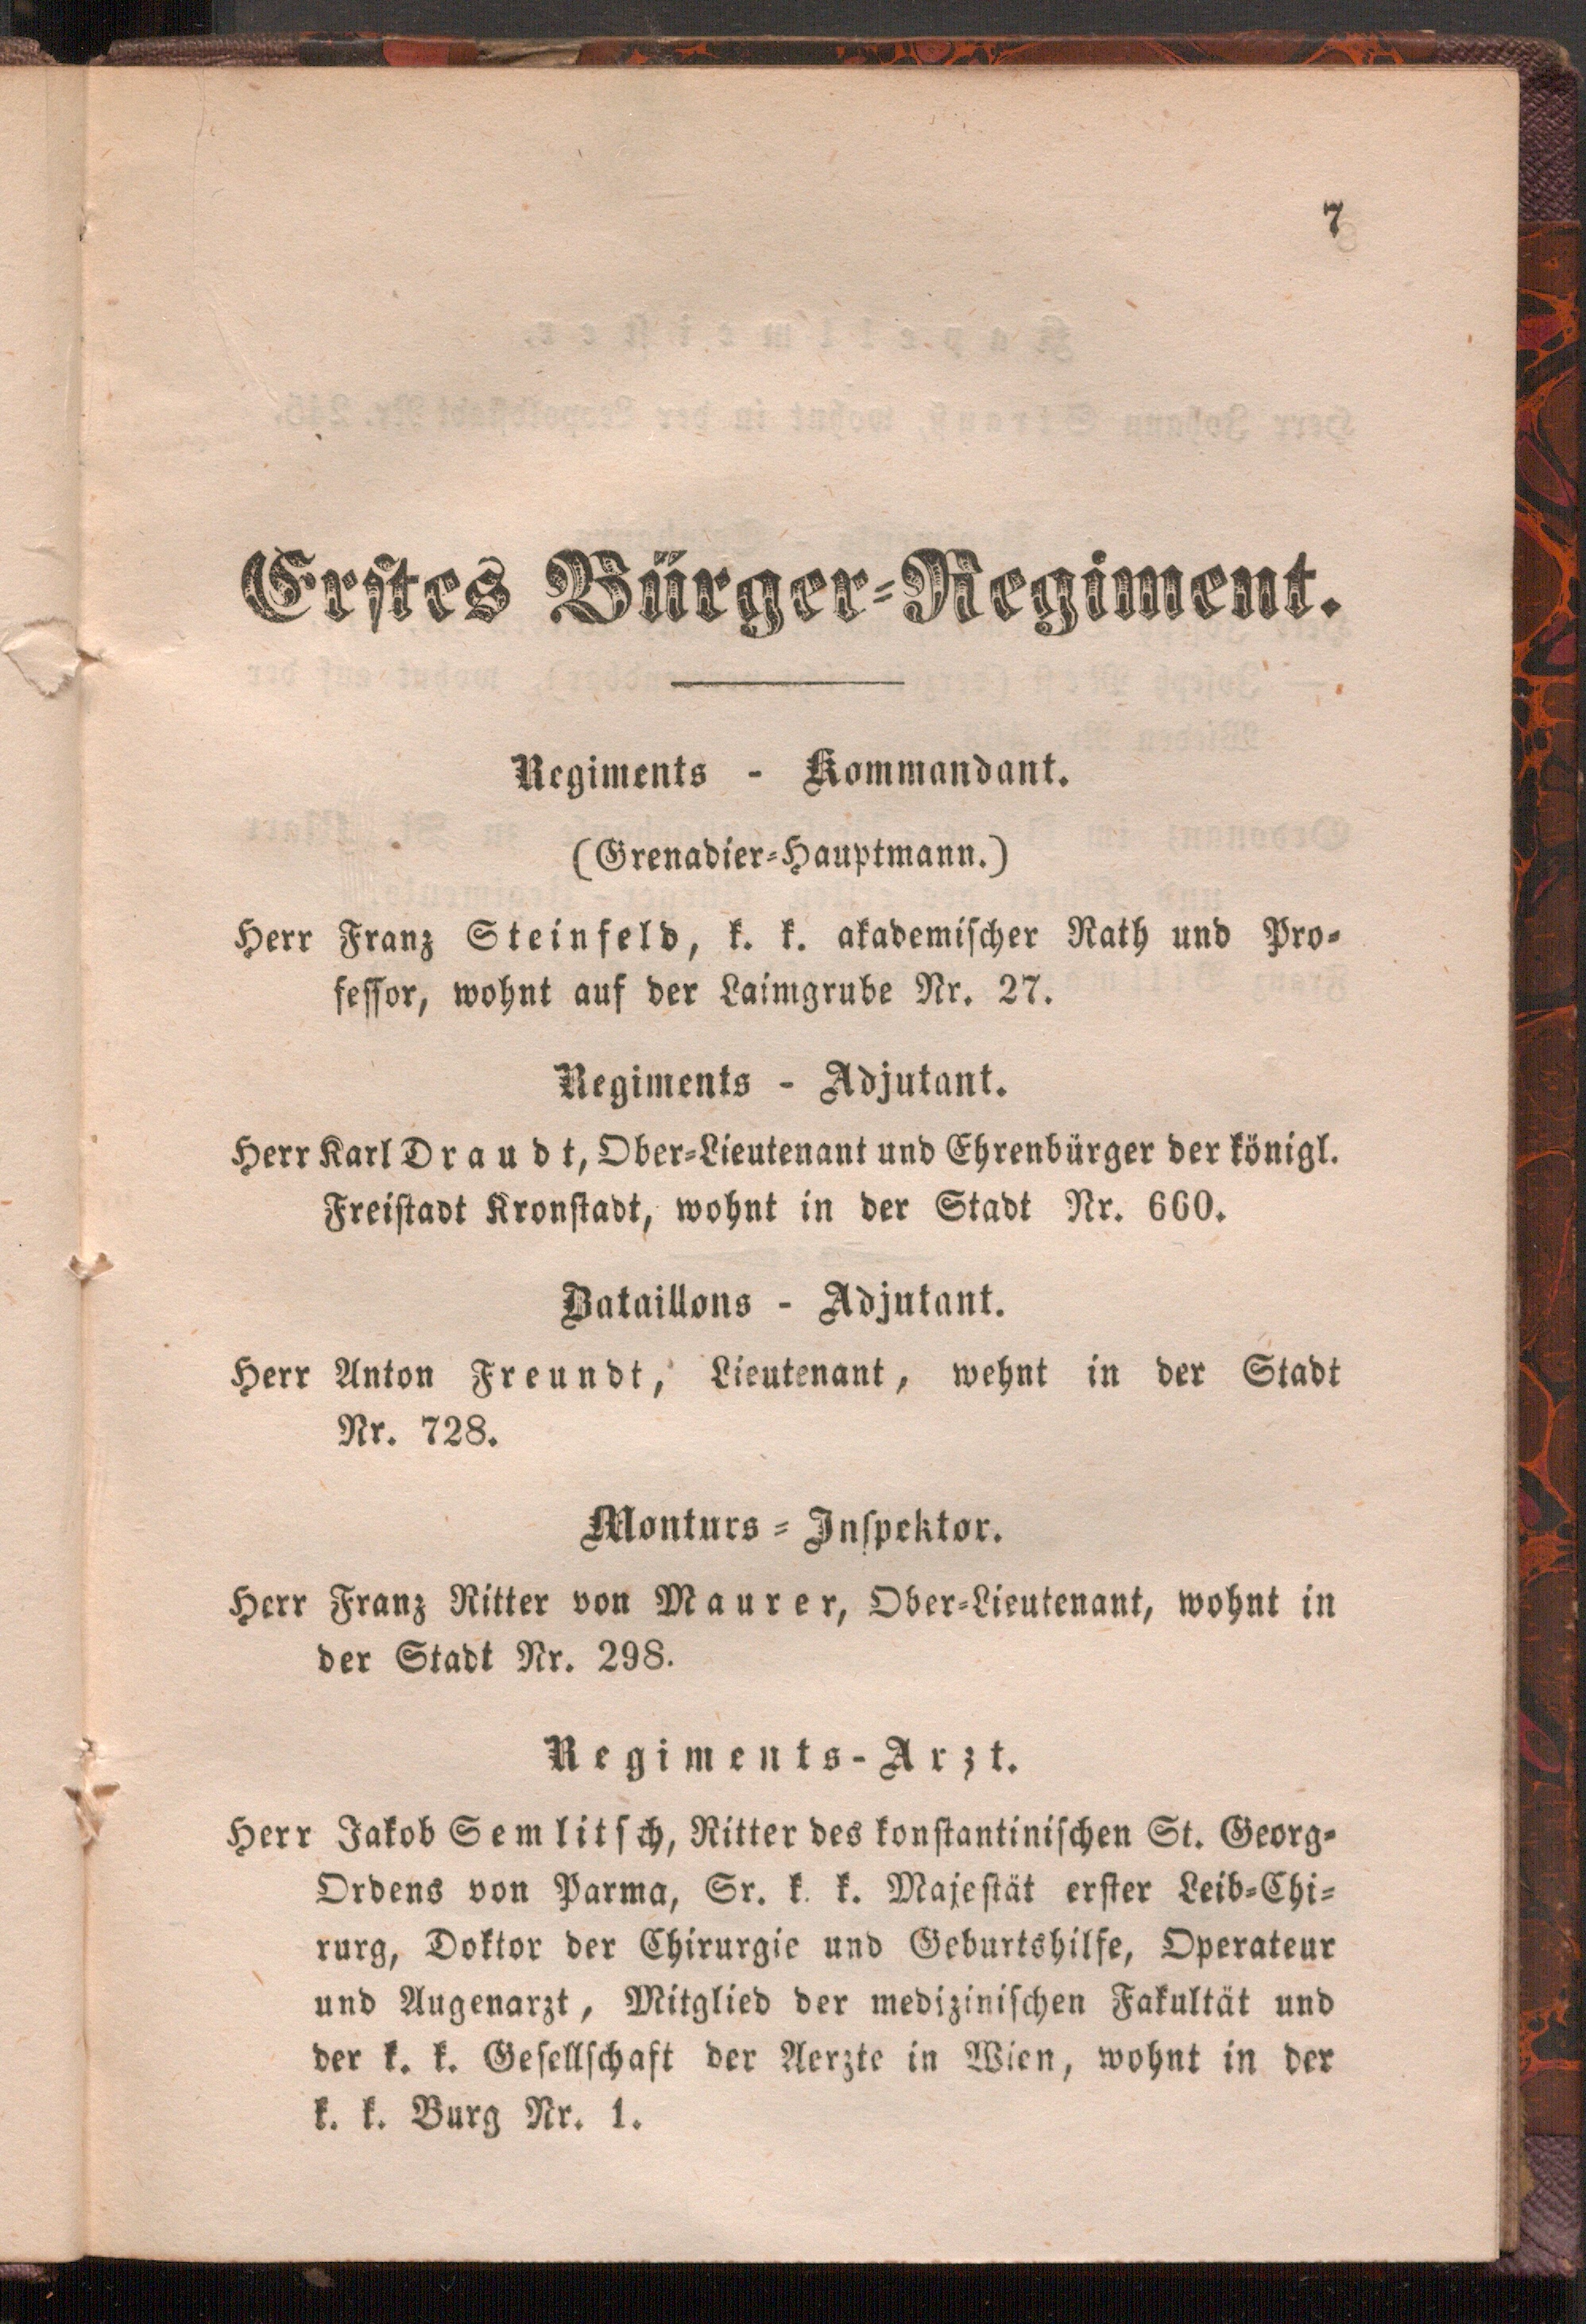 7
Erstes Bürger-Regiment.
Regiments - Kommandant.
(Grenadier-Hauptmann.)
Herr Franz Steinfeld, k. k. akademischer Rath und Pro-
fessor, wohnt auf der Laimgrube Nr. 27.
Regiments - Adjutant.
Herr Karl Draudt, Ober-Lieutenant und Ehrenbürger der königl.
Freistadt Kronstadt, wohnt in der Stadt Nr. 660.
Bataillons - Adjutant.
Herr Anton Freundt, Lieutenant, wehnt in der Stadt
Nr. 728.
Monturs-Inspektor.
Herr Franz Ritter von Maurer, Ober-Lieutenant, wohnt in
der Stadt Nr. 298.
Regiments-Arzt.
Herr Jakob Semlitsch, Ritter des konstantinischen St. Georg-
Ordens von Parma, Sr. k. k. Majestät erster Leib-Chi-
rurg, Doktor der Chirurgie und Geburtshilfe, Operateur
und Augenarzt, Mitglied der medizinischen Fakultät und
der k. k. Gesellschaft der Aerzte in Wien, wohnt in der
k. k. Burg Nr. 1.